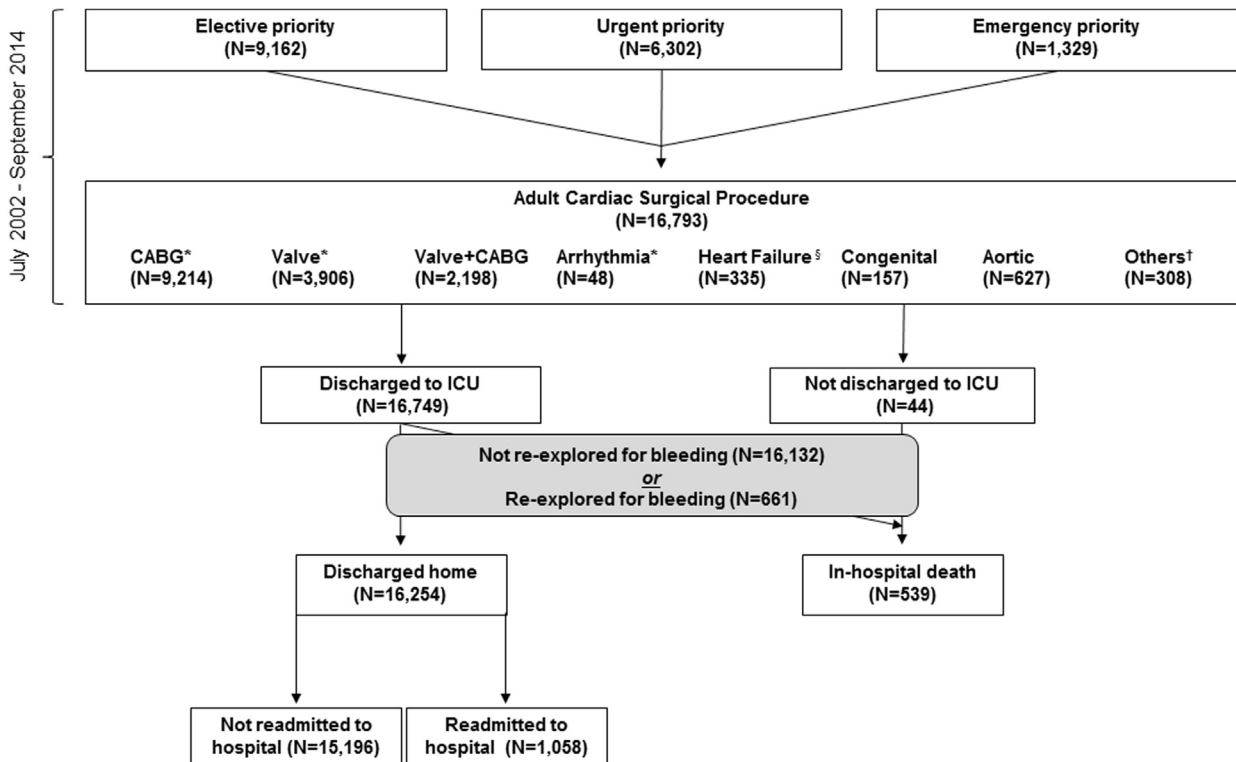 July 2002 - September 2014
Elective priority
(N=9,162)
Urgent priority
(N=6,302)
Emergency priority
(N=1,329)
Adult Cardiac Surgical Procedure
(N=16,793)
CABG*
(N=9,214)
Valve*
(N=3,906)
Valve+CABG
(N=2,198)
Arrhythmia*
(N=48)
Heart Failure§
(N=335)
Congenital
(N=157)
Aortic
(N=627)
Others†
(N=308)
Discharged to ICU
(N=16,749)
Not discharged to ICU
(N=44)
Not re-explored for bleeding (N=16,132)
or
Re-explored for bleeding (N=661)
Discharged home
(N=16,254)
In-hospital death
(N=539)
Not readmitted to
hospital (N=15,196)
Readmitted to
hospital (N=1,058)